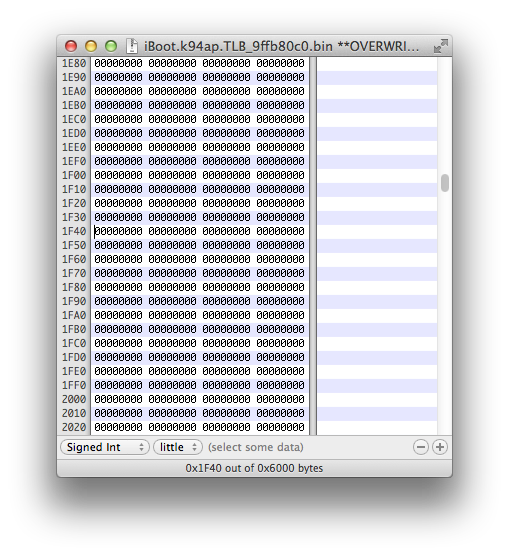 iBoot.k94ap.TLB_9ffb80c0.bin **OVERWRI...
1E80 00000000 00000000 00000000 00000000
1E90 00000000 00000000 00000000 00000000
1EA0 00000000 00000000 00000000 00000000
1EB0 00000000 00000000 00000000 00000000
1EC0 00000000 00000000 00000000 00000000
1ED0 00000000 00000000 00000000 00000000
1EE0 00000000 00000000 00000000 00000000
1EF0 00000000 00000000 00000000 00000000
1F00 00000000 00000000 00000000 00000000
1F10 00000000 00000000 00000000 00000000
1F20 00000000 00000000 00000000 00000000
1F30 00000000 00000000 00000000 00000000
1F40 00000000 00000000 00000000 00000000
1F50 00000000 00000000 00000000 00000000
1F60 00000000 00000000 00000000 00000000
1F70 00000000 00000000 00000000 00000000
1F80 00000000 00000000 00000000 00000000
1F90 00000000 00000000 00000000 00000000
1FA0 00000000 00000000 00000000 00000000
1FB0 00000000 00000000 00000000 00000000
1FC0 00000000 00000000 00000000 00000000
1FD0 00000000 00000000 00000000 00000000
1FE0 00000000 00000000 00000000 00000000
1FF0 00000000 00000000 00000000 00000000
2000 00000000 00000000 00000000 00000000
2010 00000000 00000000 00000000 00000000
2020 00000000 00000000 00000000 00000000
Signed Int little (select some data)
0x1F40 out of 0x6000 bytes